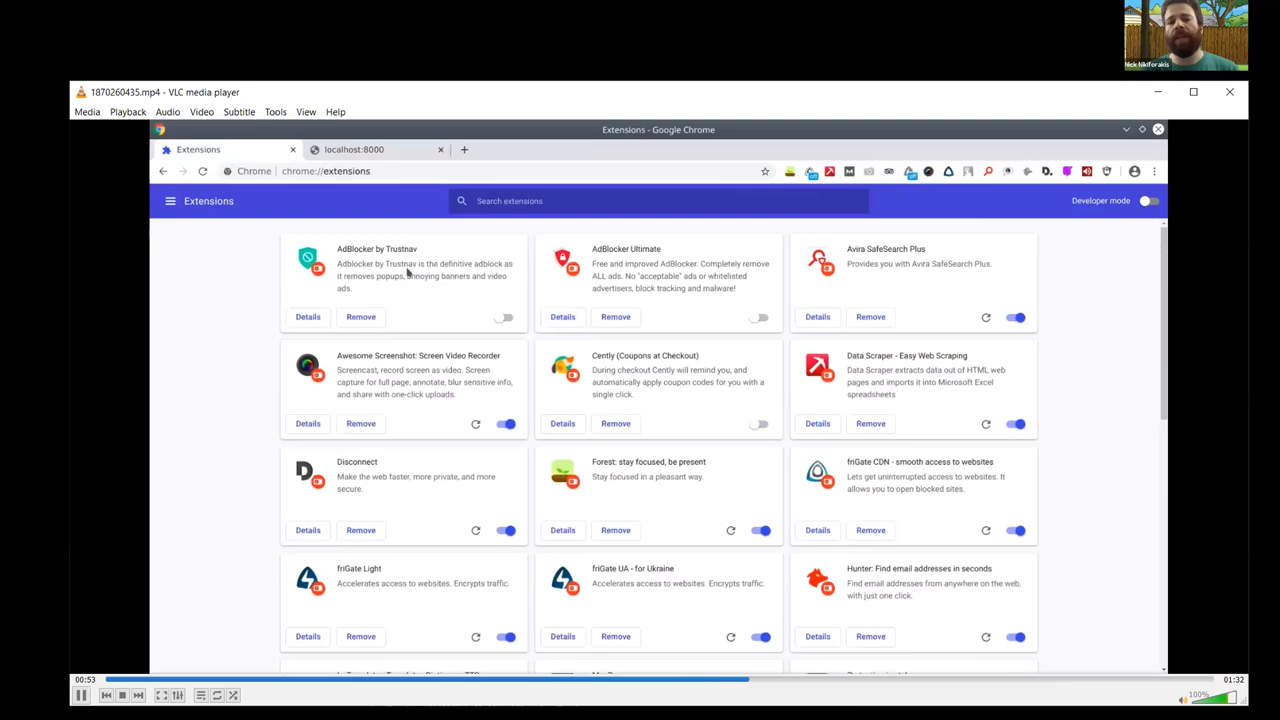 Nick Nikiforakis
1870260435.mp4 - VLC media player
Media Playback Audio Video Subtitle Tools View Help
Extensions - Google Chrome
Extensions
localhost:8000
Chrome chrome://extensions
Extensions
Search extensions
Developer mode
AdBlocker by Trustnav
Adblocker by Trustnav is the definitive adblock as
it removes popups, annoying banners and video
ads.
Details Remove
AdBlocker Ultimate
Free and improved AdBlocker. Completely remove
ALL ads. No "acceptable" ads or whitelisted
advertisers, block tracking and malware!
Details Remove
Avira SafeSearch Plus
Provides you with Avira SafeSearch Plus.
Details Remove
Awesome Screenshot: Screen Video Recorder
Screencast, record screen as video. Screen
capture for full page, annotate, blur sensitive info,
and share with one-click uploads.
Details Remove
Cently (Coupons at Checkout)
During checkout Cently will remind you, and
automatically apply coupon codes for you with a
single click.
Details Remove
Data Scraper - Easy Web Scraping
Data Scraper extracts data out of HTML web
pages and imports it into Microsoft Excel
spreadsheets
Details Remove
Disconnect
Make the web faster, more private, and more
secure.
Details Remove
Forest: stay focused, be present
Stay focused in a pleasant way.
Details Remove
friGate CDN - smooth access to websites
Lets get uninterrupted access to websites. It
allows you to open blocked sites.
Details Remove
friGate Light
Accelerates access to websites. Encrypts traffic.
Details Remove
friGate UA - for Ukraine
Accelerates access to websites. Encrypts traffic.
Details Remove
Hunter: Find email addresses in seconds
Find email addresses from anywhere on the web,
with just one click.
Details Remove
00:53
01:32
100%